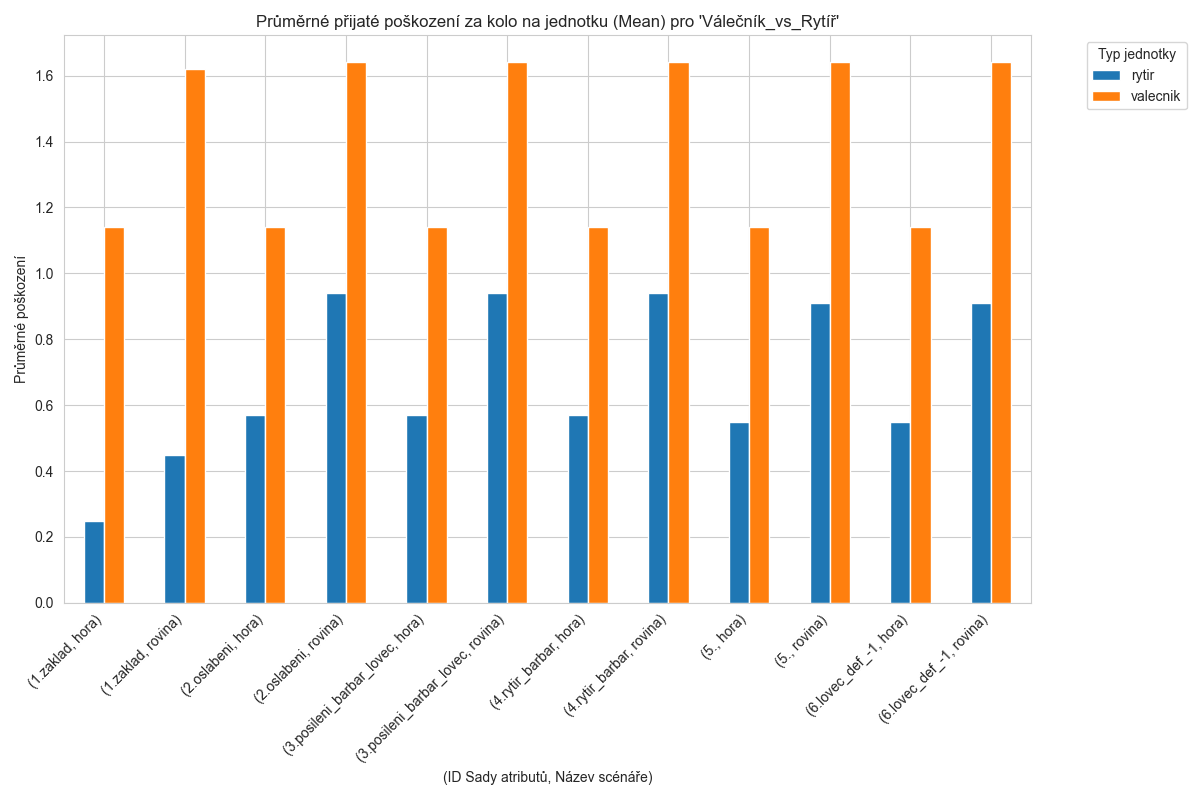 Průměrné přijaté poškození za kolo na jednotku (Mean) pro 'Válečník_vs_Rytíř'
Typ jednotky
rytir
valecnik
Průměrné poškození
1.6
1.4
1.2
1.0
0.8
0.6
0.4
0.2
0.0
(1.zaklad, hora)
(1.zaklad, rovina)
(2.oslabeni, hora)
(2.oslabeni, rovina)
(3.posileni_barbar_lovec, hora)
(3.posileni_barbar_lovec, rovina)
(4.rytir_barbar, hora)
(4.rytir_barbar, rovina)
(5., hora)
(5., rovina)
(6.lovec_def_-1, hora)
(6.lovec_def_-1, rovina)
(ID Sady atributů, Název scénáře)